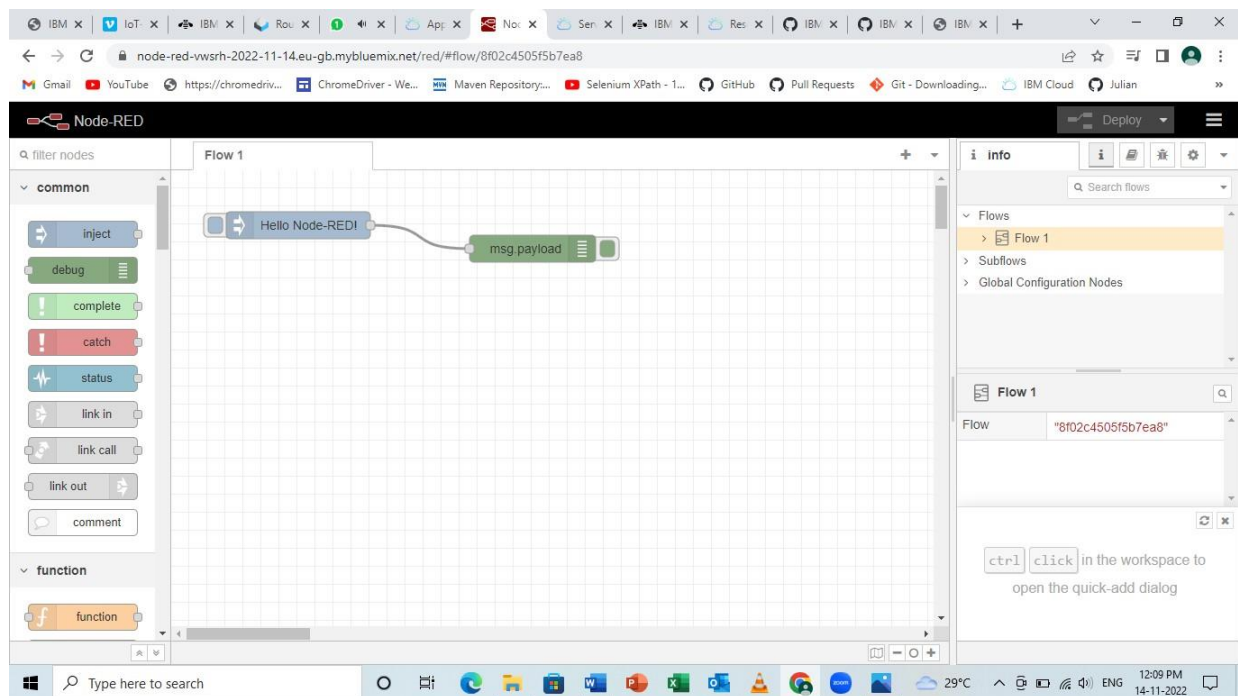 IBM IoT- IBM Rou 1 App Noc Ser IBM Res IBM IBM IBM
node-red-vwsrh-2022-11-14.eu-gb.mybluemix.net/red/#flow/8f02c4505f5b7ea8
Gmail YouTube https://chromedriv... ChromeDriver - We... MVN Maven Repository:... Selenium XPath - 1... GitHub Pull Requests Git - Downloading... IBM Cloud Julian »
Node-RED Deploy
filter nodes
Flow 1
i info
common
Search flows
inject
debug
complete
catch
status
link in
link call
link out
comment
function
function
Hello Node-RED!
msg.payload
Flows
Flow 1
Subflows
Global Configuration Nodes
Flow 1
Flow "8f02c4505f5b7ea8"
ctrl click in the workspace to
open the quick-add dialog
Type here to search
zoom
29°C ENG 12:09 PM
14-11-2022